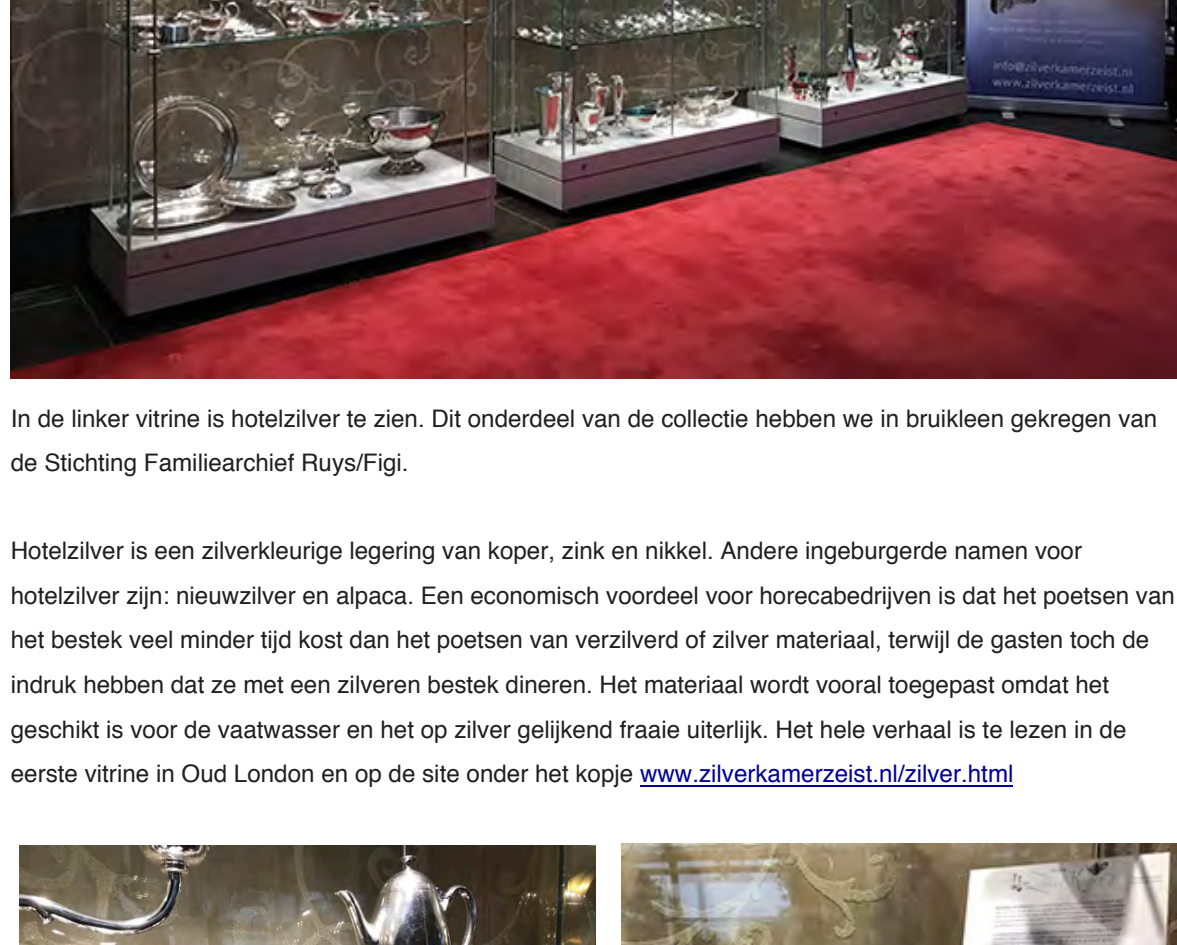 info@zilverkamerzeist.nl
www.zilverkamerzeist.nl
In de linker vitrine is hotelzilver te zien. Dit onderdeel van de collectie hebben we in bruikleen gekregen van
de Stichting Familiearchief Ruys/Figi.
Hotelzilver is een zilverkleurige legering van koper, zink en nikkel. Andere ingeburgerde namen voor
hotelzilver zijn: nieuwzilver en alpaca. Een economisch voordeel voor horecabedrijven is dat het poetsen van
het bestek veel minder tijd kost dan het poetsen van verzilverd of zilver materiaal, terwijl de gasten toch de
indruk hebben dat ze met een zilveren bestek dineren. Het materiaal wordt vooral toegepast omdat het
geschikt is voor de vaatwasser en het op zilver gelijkend fraaie uiterlijk. Het hele verhaal is te lezen in de
eerste vitrine in Oud London en op de site onder het kopje www.zilverkamerzeist.nl/zilver.html